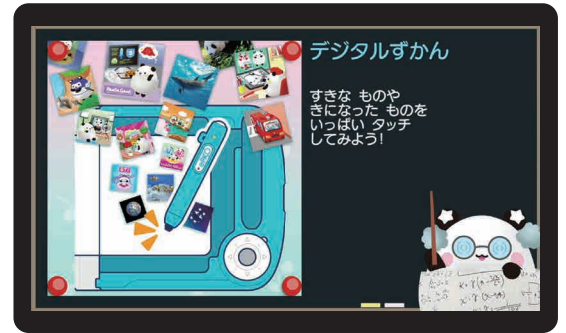 デジタルずかん
すきな ものや
きになった ものを
いっぱい タッチ
してみよう!